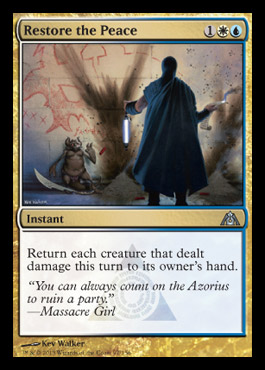 Restore the Peace 1
Instant
Return each creature that dealt
damage this turn to its owner's hand.
"You can always count on the Azorius
to ruin a party."
—Massacre Girl
Kev Walker